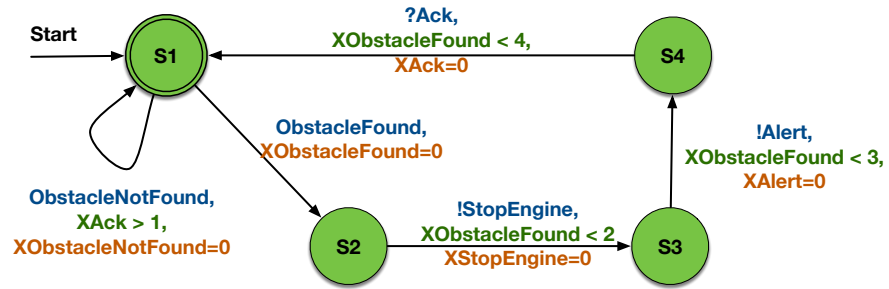 Start
S1
?Ack,
XObstacleFound < 4,
XAck=0
S4
ObstacleFound,
XObstacleFound=0
!Alert,
XObstacleFound < 3,
XAlert=0
ObstacleNotFound,
XAck > 1,
XObstacleNotFound=0
S2
!StopEngine,
XObstacleFound < 2
XStopEngine=0
S3